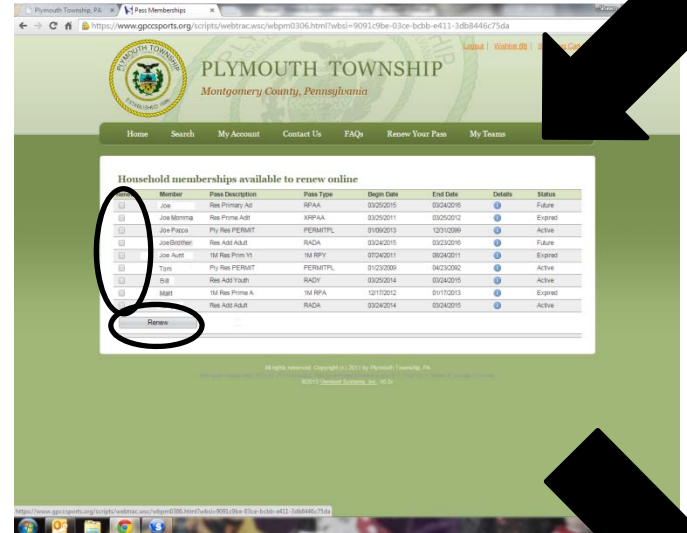 Plymouth Township, PA
Pass Memberships
https://www.gpccsports.org/scripts/webtrac.wsc/wbpm0306.html?wbsi=9091c9be-03ce-bcbb-e411-3db8446c75da
Logout | Wishlist (0) |
PLYMOUTH TOWNSHIP
PLYMOUTH TOWNSHIP
Montgomery County, Pennsylvania
Home Search My Account Contact Us FAQs Renew Your Pass My Teams
Household memberships available to renew online
Member Pass Description Pass Type Begin Date End Date Details Status
Joe Res Primary Ad RPAA 03/25/2015 03/24/2016 Future
Joe Momma Res Prime Adlt XRPAA 03/25/2011 03/25/2012 Expired
Joe Pappa Ply Res PERMIT PERMITPL 01/09/2013 12/31/2099 Active
Joe Brother Res Add Adult RADA 03/24/2015 03/23/2016 Future
Joe Aunt 1M Res Prim Yt 1M RPY 07/24/2011 08/24/2011 Expired
Tom Ply Res PERMIT PERMITPL 01/23/2009 04/23/2092 Active
Bill Res Add Youth RADY 03/25/2014 03/24/2015 Active
Matt 1M Res Prime A 1M RPA 12/17/2012 01/17/2013 Expired
Res Add Adult RADA 03/24/2014 03/24/2015 Active
Renew
All rights reserved. Copyright (c) 2011 by Plymouth Township, PA
©2013 Vermont Systems, Inc.
https://www.gpccsports.org/scripts/webtrac.wsc/wbpm0306.html?wbsi=9091c9be-03ce-bcbb-e411-3db8446c75da